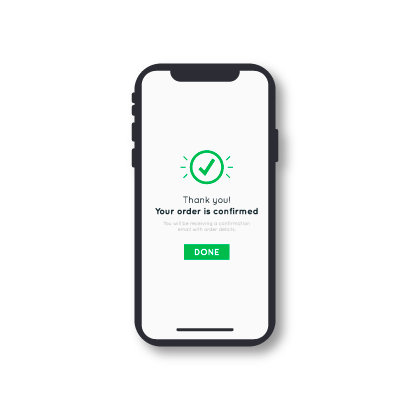 Thank you!
Your order is confirmed
You will be receiving a confirmation
email with order details.
DONE